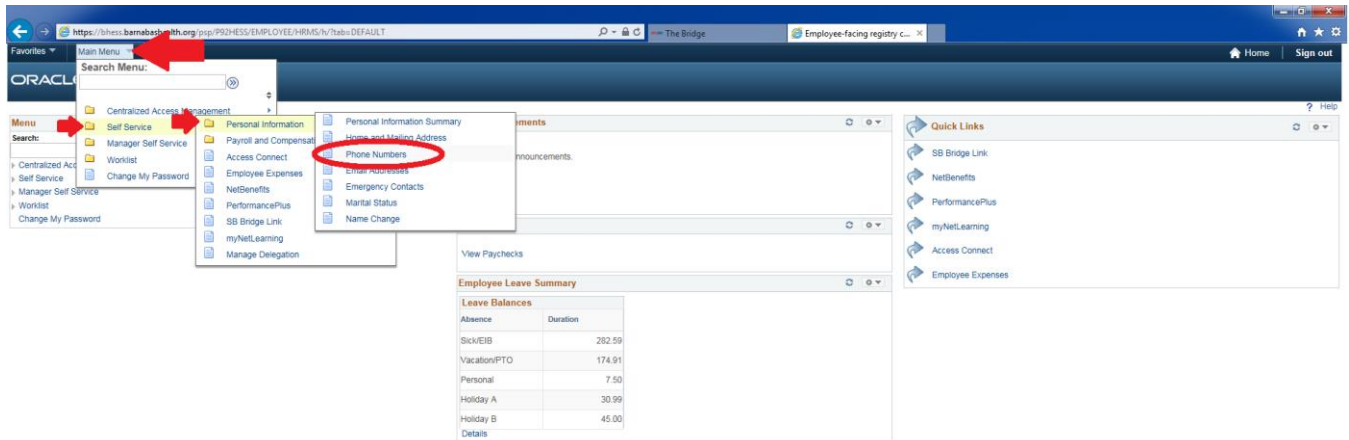 https://bhess.barnabashealth.org/psp/P92HESS/EMPLOYEE/HRMS/h/?tab=DEFAULT
The Bridge
Employee-facing registry c...
Favorites
Main Menu
Home
Sign out
ORACL
Search Menu:
Help
Centralized Access Management
Self Service
Manager Self Service
Worklist
Change My Password
Personal Information
Payroll and Compensati
Access Connect
Employee Expenses
NetBenefits
PerformancePlus
SB Bridge Link
myNetLearning
Manage Delegation
Personal Information Summary
Home and Mailing Address
Phone Numbers
Email Addresses
Emergency Contacts
Marital Status
Name Change
Menu
Search:
Centralized Acc
Self Service
Manager Self Service
Worklist
Change My Password
ements
nnouncements.
View Paychecks
Employee Leave Summary
Leave Balances
Absence Duration
Sick/EIB 282.59
Vacation/PTO 174.91
Personal 7.50
Holiday A 30.99
Holiday B 45.00
Details
Quick Links
SB Bridge Link
NetBenefits
PerformancePlus
myNetLearning
Access Connect
Employee Expenses